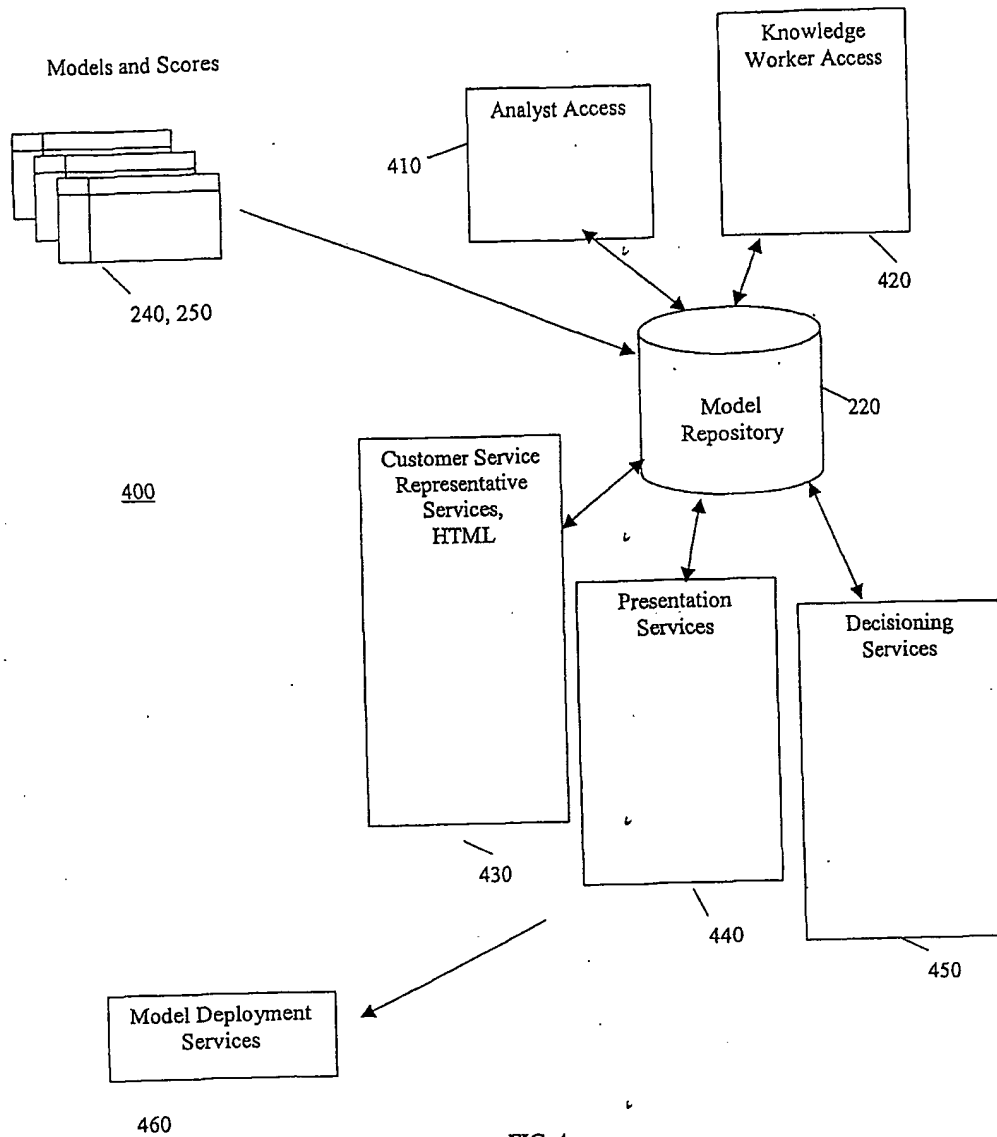 Models and Scores
Analyst Access
Knowledge
Worker Access
410
420
240, 250
Model
Repository
220
400
Customer Service
Representative
Services,
HTML
Presentation
Services
Decisioning
Services
430
440
450
Model Deployment
Services
460